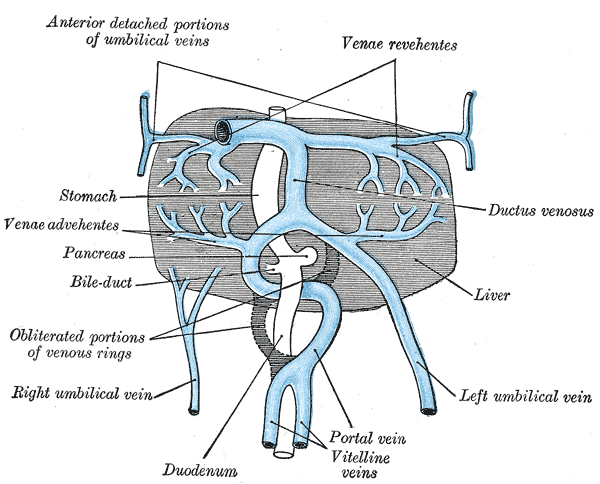 Anterior detached portions
of umbilical veins
Venae revehentes
Stomach
Ductus venosus
Venae advehentes
Pancreas
Bile-duct
Liver
Obliterated portions
of venous rings
Right umbilical vein
Left umbilical vein
Portal vein
Vitelline
veins
Duodenum